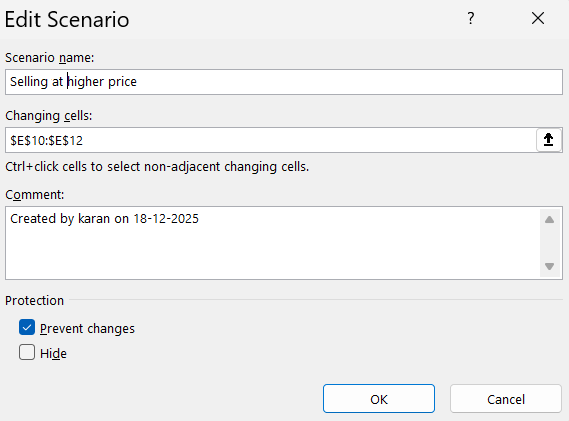 Edit Scenario ?
Scenario name:
Selling at higher price
Changing cells:
$E$10:$E$12
Ctrl+click cells to select non-adjacent changing cells.
Comment:
Created by karan on 18-12-2025
Protection
Prevent changes
Hide
OK Cancel